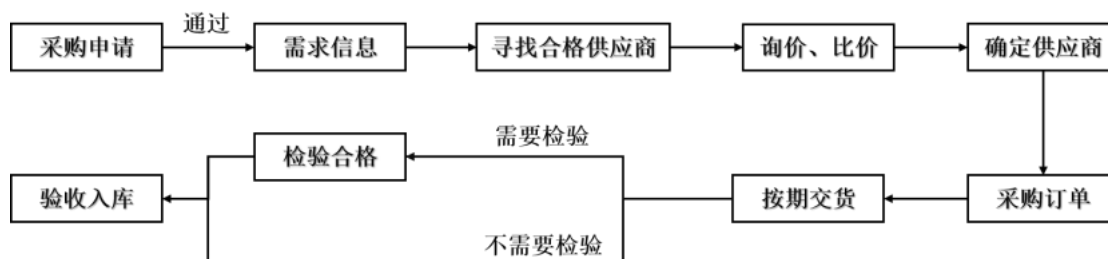 通过
采购申请
需求信息
寻找合格供应商
询价、比价
确定供应商
需要检验
检验合格
验收入库
按期交货
采购订单
不需要检验